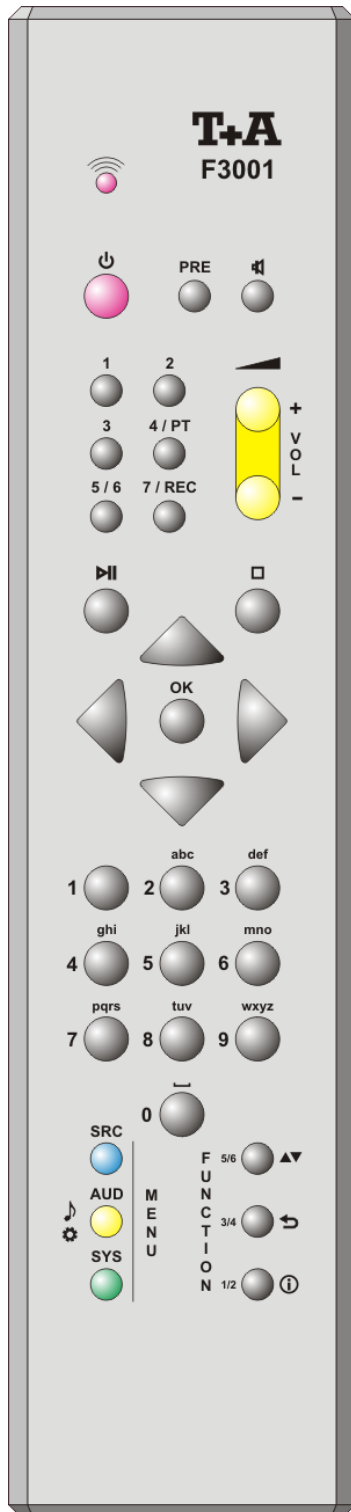 T+A
F3001
PRE
1 2
+
VOL
-
3 4 / PT
5 / 6 7 / REC
OK
abc def
1 2 3
ghi jkl mno
4 5 6
pqrs tuv wxyz
7 8 9
0
SRC
AUD
SYS
MENU
FUNCTION
5/6
3/4
1/2